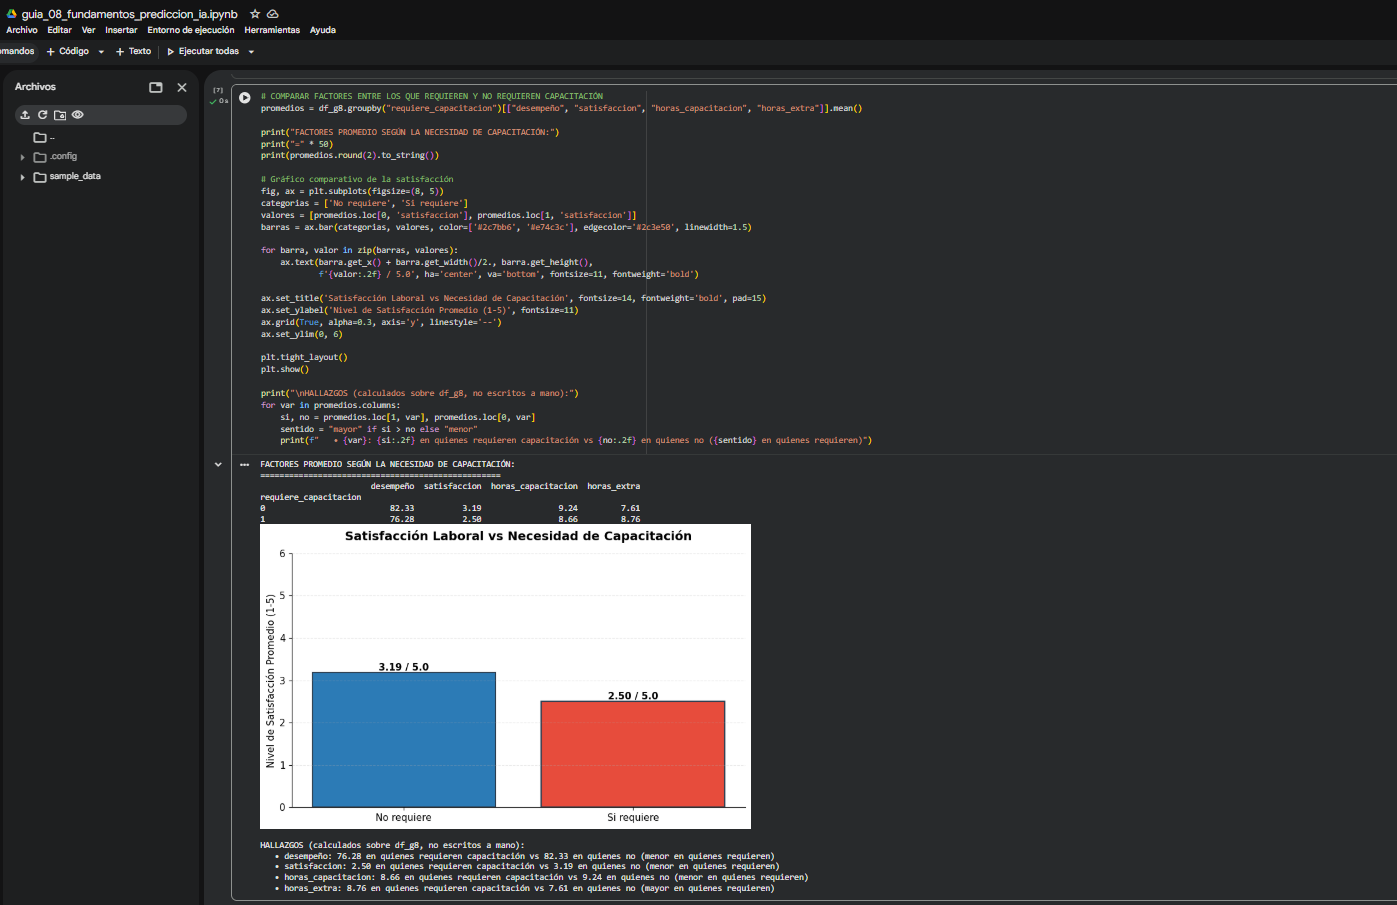 guia_08_fundamentos_prediccion_ia.ipynb
Archivo Editar Ver Insertar Entorno de ejecución Herramientas Ayuda
omandos + Código + Texto Ejecutar todas
Archivos
..
.config
sample_data
[7]
0 s
# COMPARAR FACTORES ENTRE LOS QUE REQUIEREN Y NO REQUIEREN CAPACITACIÓN
promedios = df_g8.groupby("requiere_capacitacion")[["desempeño", "satisfaccion", "horas_capacitacion", "horas_extra"]].mean()
print("FACTORES PROMEDIO SEGÚN LA NECESIDAD DE CAPACITACIÓN:")
print("=" * 50)
print(promedios.round(2).to_string())
# Gráfico comparativo de la satisfacción
fig, ax = plt.subplots(figsize=(8, 5))
categorias = ['No requiere', 'Si requiere']
valores = [promedios.loc[0, 'satisfaccion'], promedios.loc[1, 'satisfaccion']]
barras = ax.bar(categorias, valores, color=['#2c7bb6', '#e74c3c'], edgecolor='#2c3e50', linewidth=1.5)
for barra, valor in zip(barras, valores):
ax.text(barra.get_x() + barra.get_width()/2., barra.get_height(),
f'{valor:.2f} / 5.0', ha='center', va='bottom', fontsize=11, fontweight='bold')
ax.set_title('Satisfacción Laboral vs Necesidad de Capacitación', fontsize=14, fontweight='bold', pad=15)
ax.set_ylabel('Nivel de Satisfacción Promedio (1-5)', fontsize=11)
ax.grid(True, alpha=0.3, axis='y', linestyle='--')
ax.set_ylim(0, 6)
plt.tight_layout()
plt.show()
print("\nHALLAZGOS (calculados sobre df_g8, no escritos a mano):")
for var in promedios.columns:
si, no = promedios.loc[1, var], promedios.loc[0, var]
sentido = "mayor" if si > no else "menor"
print(f"   • {var}: {si:.2f} en quienes requieren capacitación vs {no:.2f} en quienes no ({sentido} en quienes requieren)")
FACTORES PROMEDIO SEGÚN LA NECESIDAD DE CAPACITACIÓN:
==================================================
desempeño satisfaccion horas_capacitacion horas_extra
requiere_capacitacion
0 82.33 3.19 9.24 7.61
1 76.28 2.50 8.66 8.76
Satisfacción Laboral vs Necesidad de Capacitación
Nivel de Satisfacción Promedio (1-5)
6
5
4
3
2
1
0
3.19 / 5.0
2.50 / 5.0
No requiere
Si requiere
HALLAZGOS (calculados sobre df_g8, no escritos a mano):
• desempeño: 76.28 en quienes requieren capacitación vs 82.33 en quienes no (menor en quienes requieren)
• satisfaccion: 2.50 en quienes requieren capacitación vs 3.19 en quienes no (menor en quienes requieren)
• horas_capacitacion: 8.66 en quienes requieren capacitación vs 9.24 en quienes no (menor en quienes requieren)
• horas_extra: 8.76 en quienes requieren capacitación vs 7.61 en quienes no (mayor en quienes requieren)